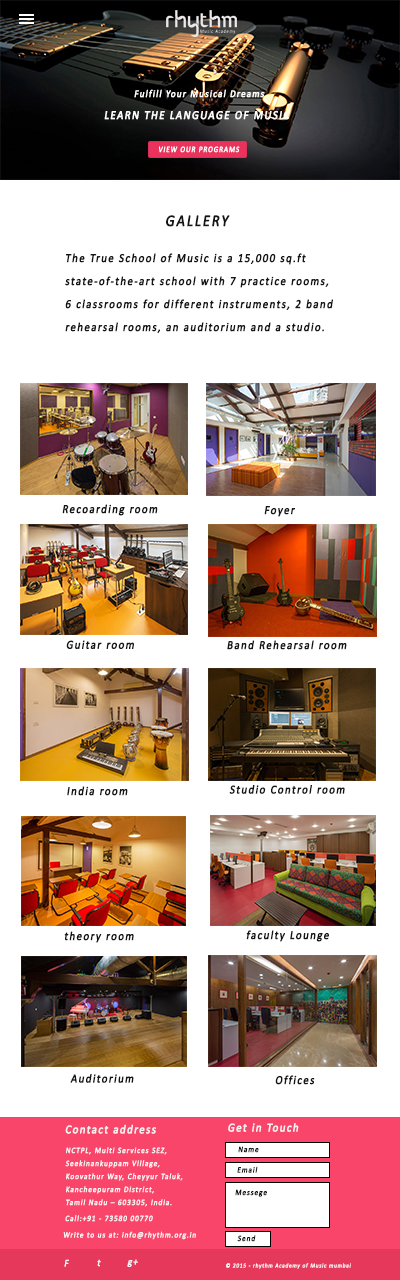 rhythm
Music Academy
Fulfill Your Musical Dreams
LEARN THE LANGUAGE OF MUSIC
VIEW OUR PROGRAMS
GALLERY
The True School of Music is a 15,000 sq.ft
state-of-the-art school with 7 practice rooms,
6 classrooms for different instruments, 2 band
rehearsal rooms, an auditorium and a studio.
Recoarding room
Foyer
Guitar room
Band Rehearsal room
India room
Studio Control room
theory room
faculty Lounge
Auditorium
Offices
Contact address
NCTPL, Multi Services SEZ,
Seekinankuppam Village,
Koovathur Way, Cheyyur Taluk,
Kancheepuram District,
Tamil Nadu – 603305, India.
Call:+91 - 73580 00770
Write to us at: info@rhythm.org.in
Get in Touch
Name
Email
Messege
Send
F t g+
© 2015 - rhythm Academy of Music mumbai